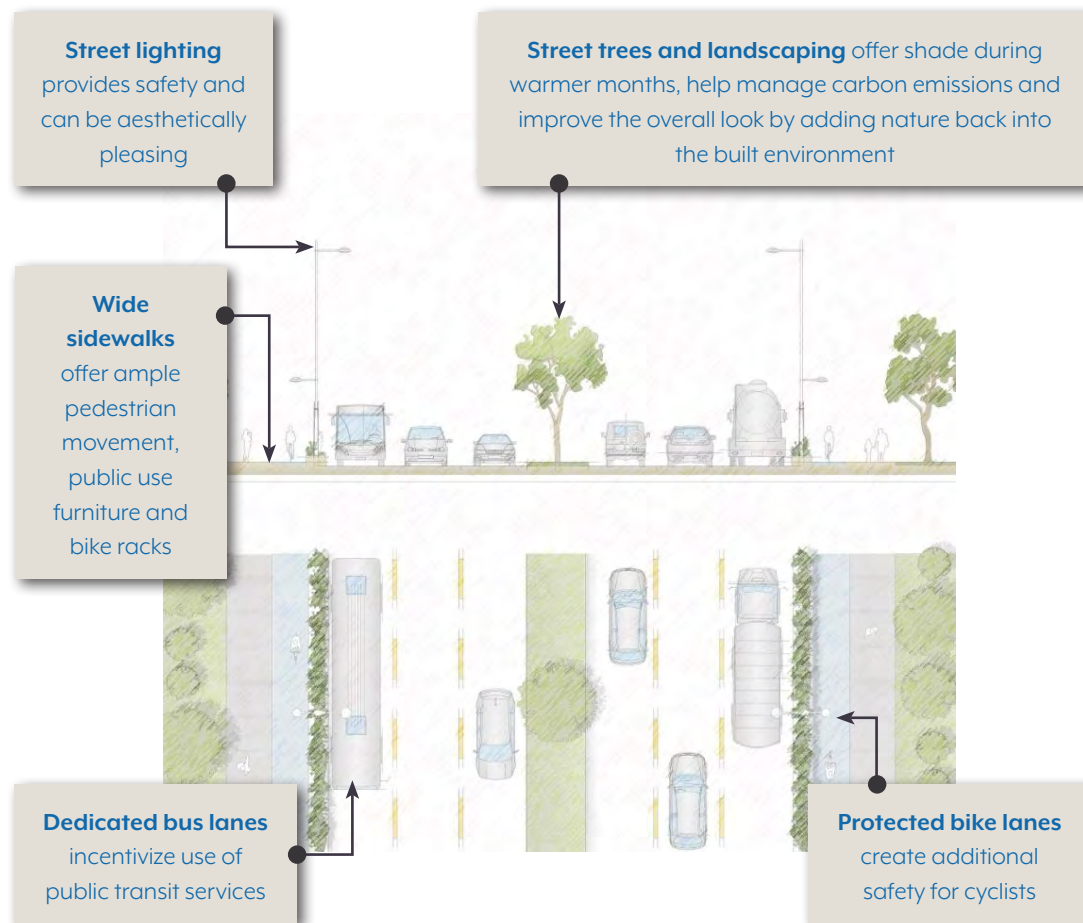 Street lighting
provides safety and
can be aesthetically
pleasing
Street trees and landscaping offer shade during
warmer months, help manage carbon emissions and
improve the overall look by adding nature back into
the built environment
Wide
sidewalks
offer ample
pedestrian
movement,
public use
furniture and
bike racks
Dedicated bus lanes
incentivize use of
public transit services
Protected bike lanes
create additional
safety for cyclists